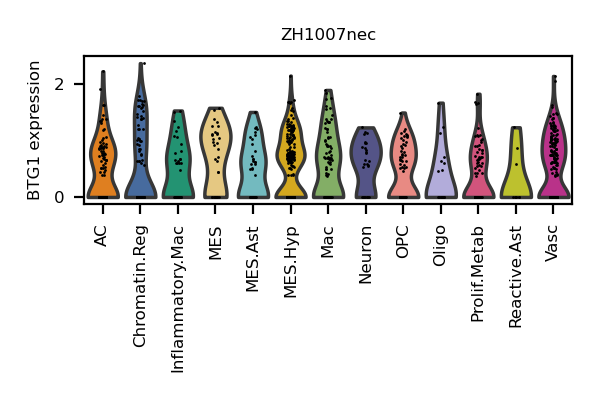 ZH1007nec
BTG1 expression
2
0
AC
Chromatin.Reg
Inflammatory.Mac
MES
MES.Ast
MES.Hyp
Mac
Neuron
OPC
Oligo
Prolif.Metab
Reactive.Ast
Vasc